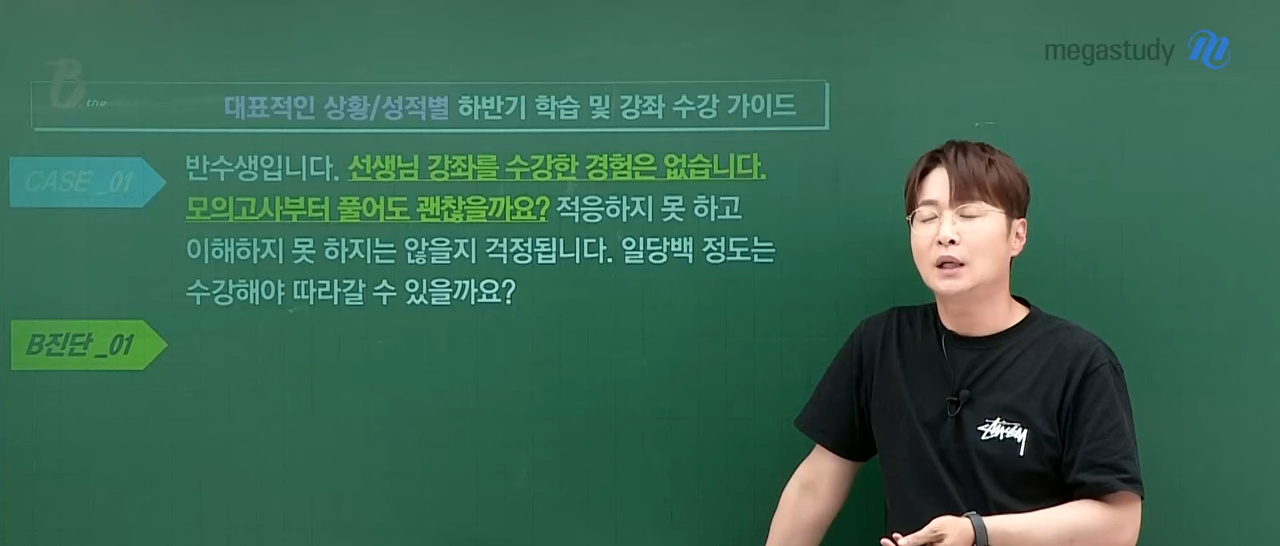 megastudy
B. the
대표적인 상황/성적별 하반기 학습 및 강좌 수강 가이드
CASE _01
반수생입니다. 선생님 강좌를 수강한 경험은 없습니다.
모의고사부터 풀어도 괜찮을까요? 적응하지 못 하고
이해하지 못 하지는 않을지 걱정됩니다. 일당백 정도는
수강해야 따라갈 수 있을까요?
B진단 _01